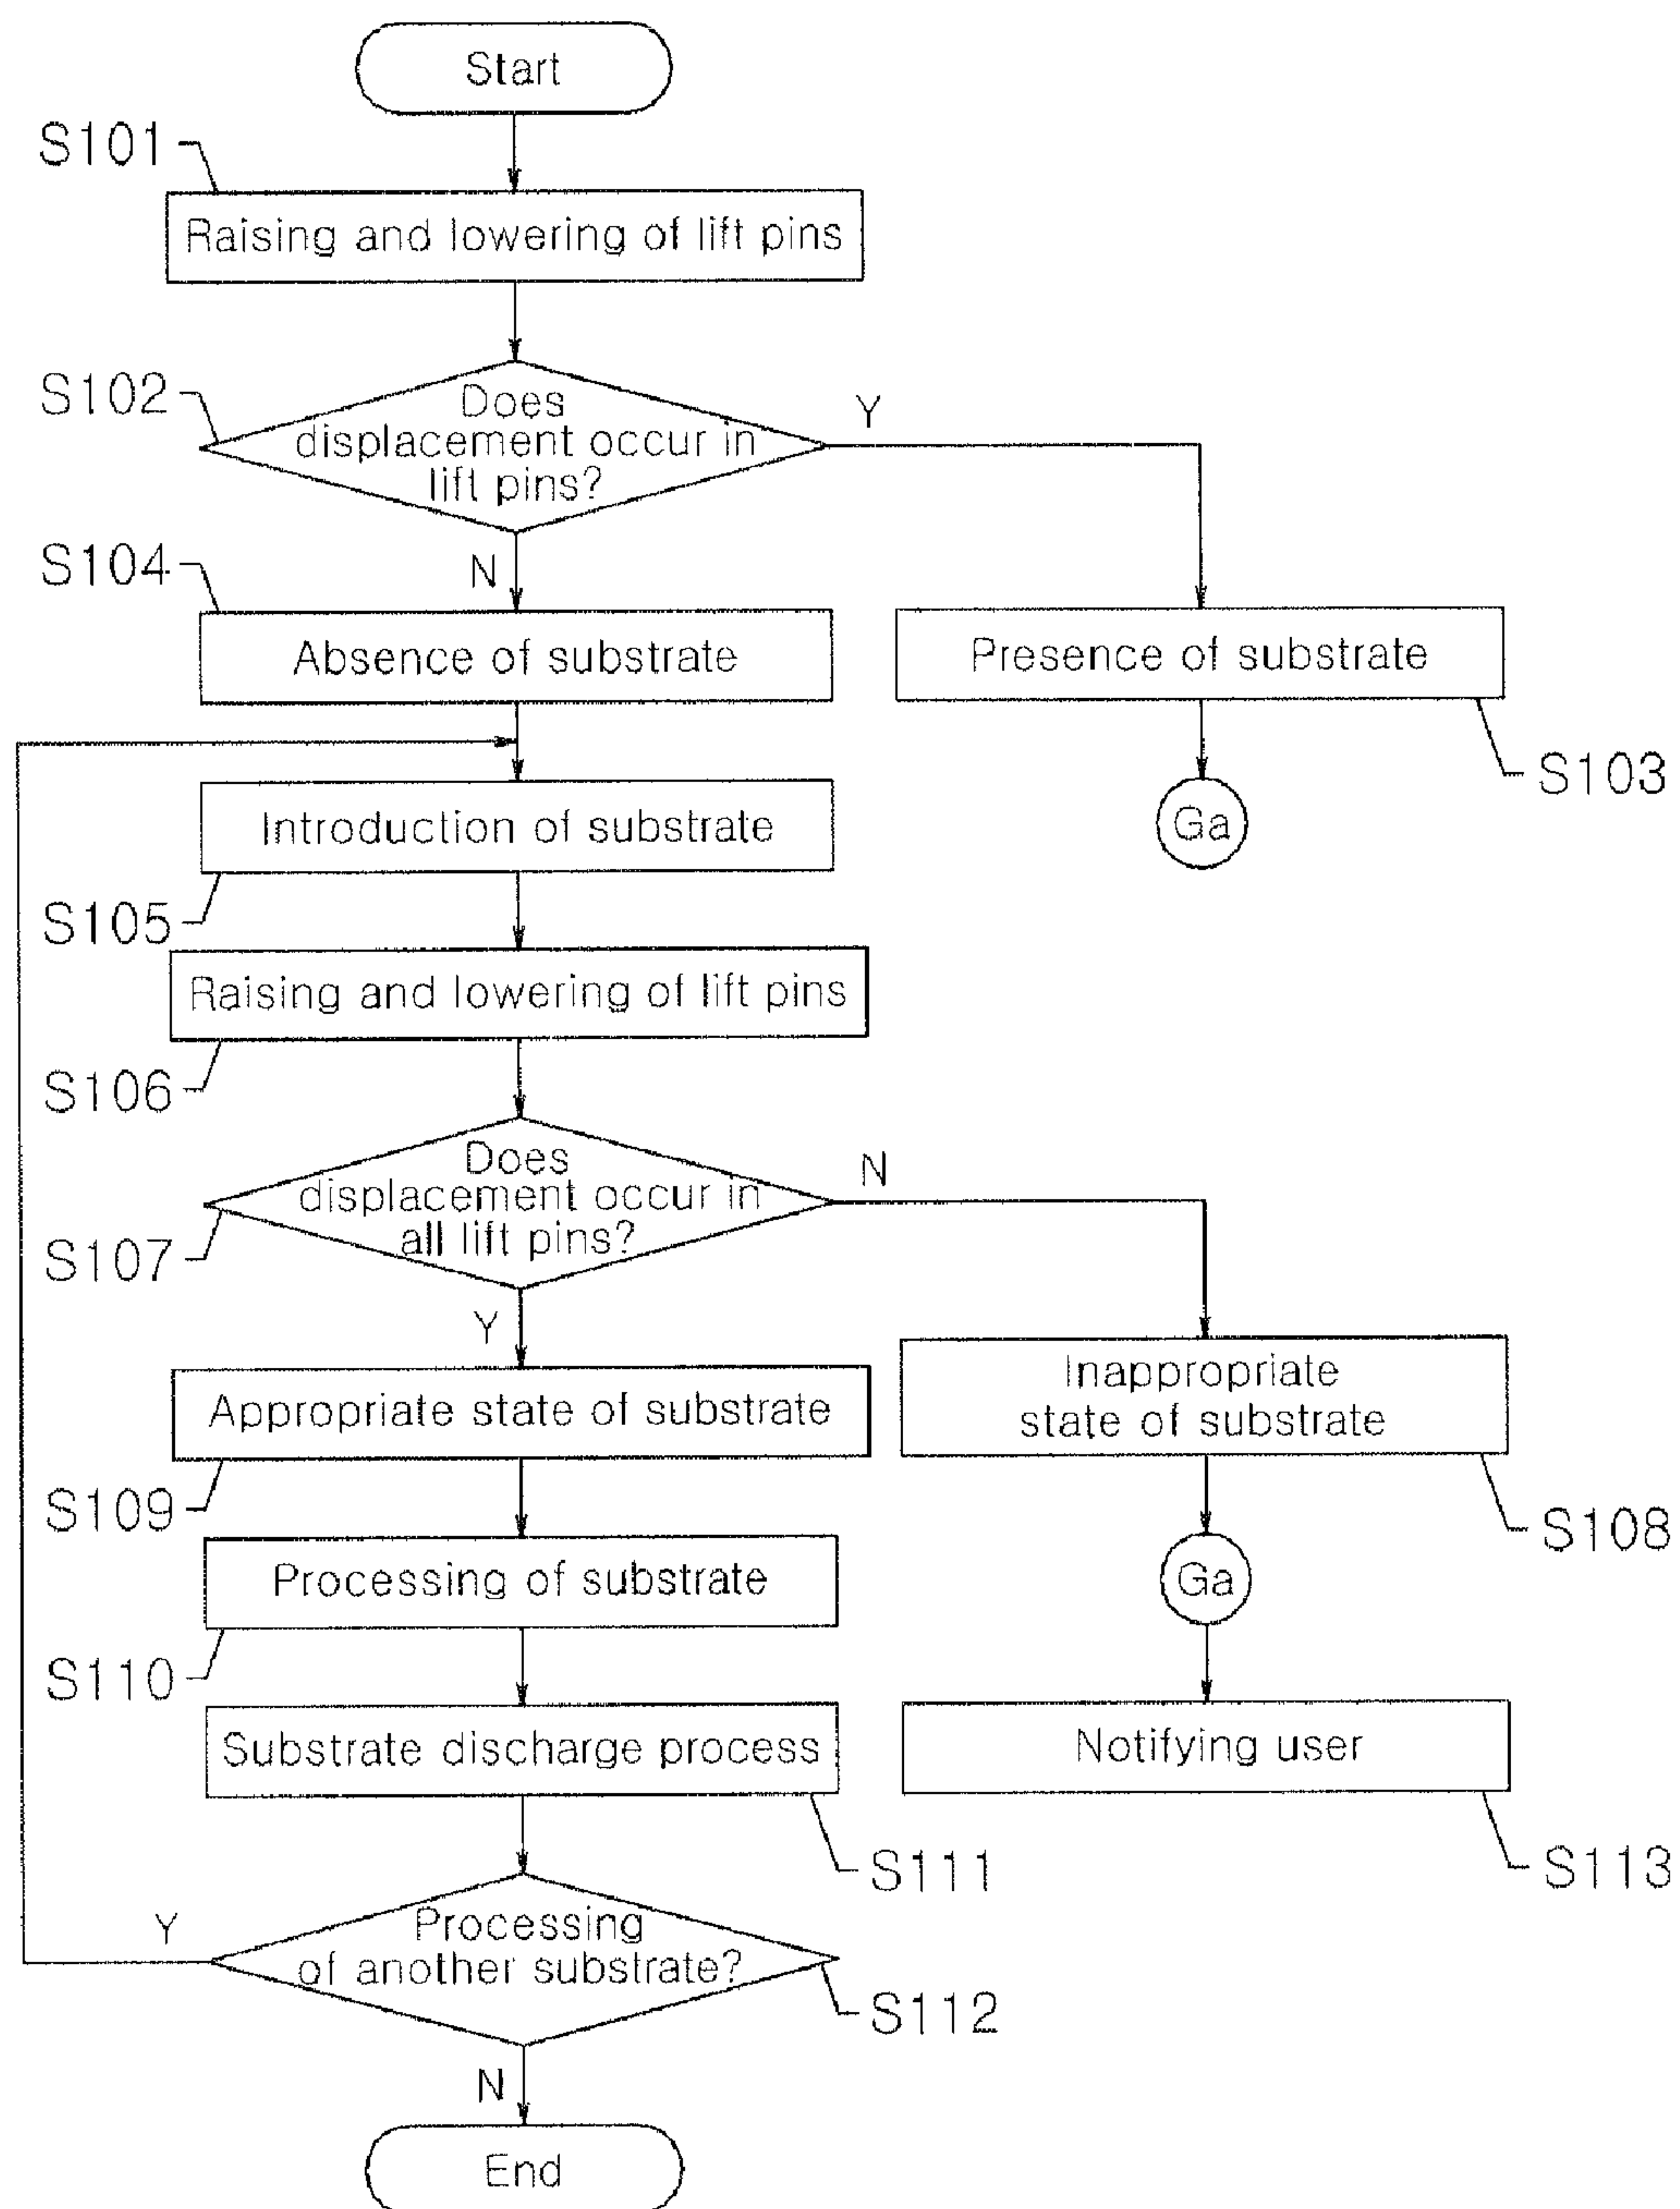 Start
S101
Raising and lowering of lift pins
S102
Does
displacement occur in
lift pins?
Y
N
S104
Absence of substrate
Presence of substrate
S103
Ga
Introduction of substrate
S105
Raising and lowering of lift pins
S106
Does
displacement occur in
all lift pins?
N
S107
Y
Appropriate state of substrate
Inappropriate
state of substrate
S109
S108
Processing of substrate
Ga
S110
Substrate discharge process
Notifying user
S111
S113
Y
Processing
of another substrate?
S112
N
End